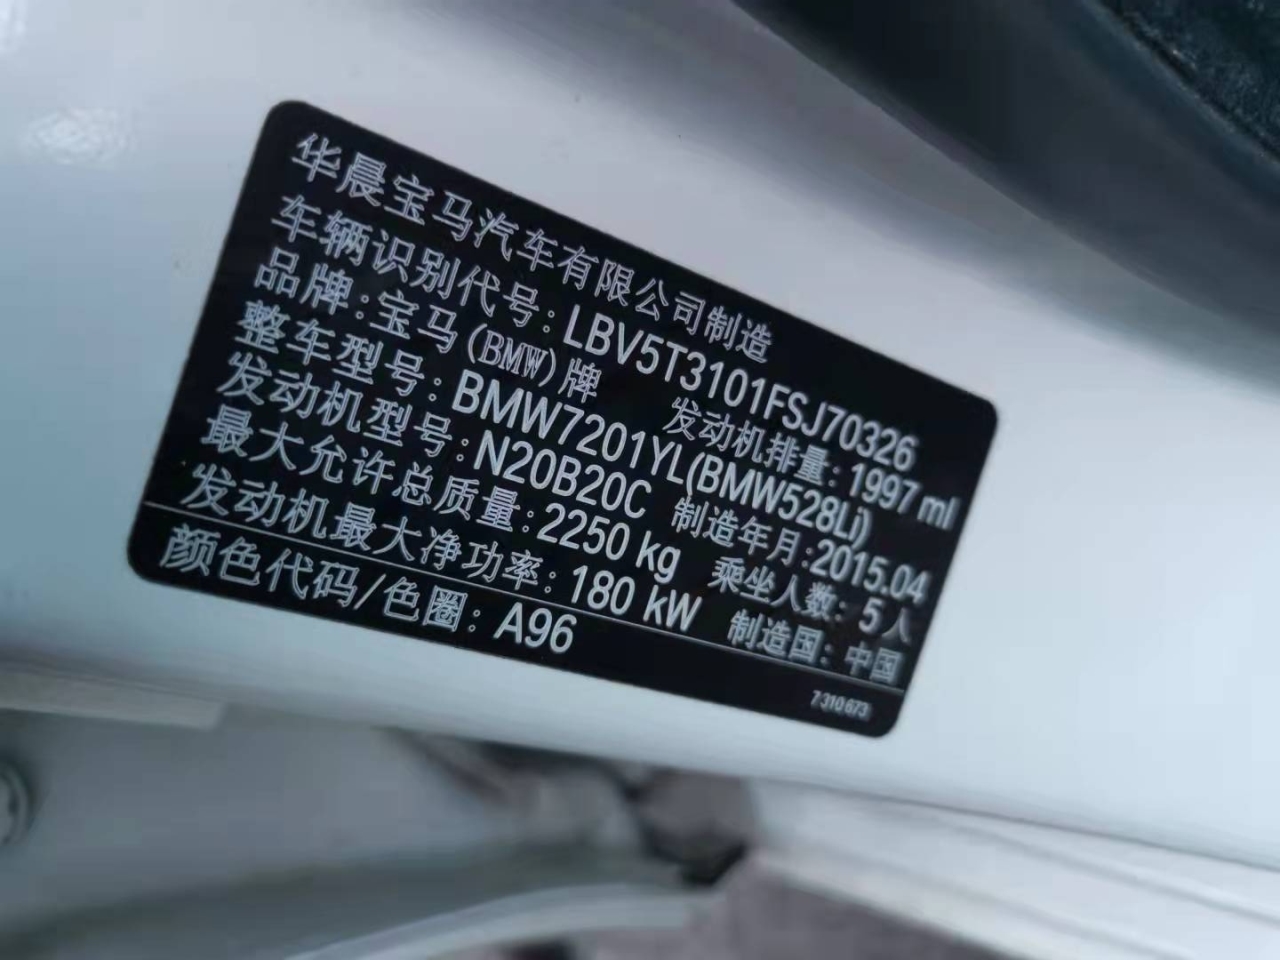 华晨宝马汽车有限公司制造
车辆识别代号: LBV5T3101FSJ70326
品牌:宝马(BMW)牌 发动机排量: 1997 ml
整车型号: BMW7201YL(BMW528Li)
发动机型号: N20B20C 制造年月:2015.04
最大允许总质量: 2250 kg 乘坐人数: 5人
发动机最大净功率: 180 kW 制造国: 中国
颜色代码/色圈: A96
7310673